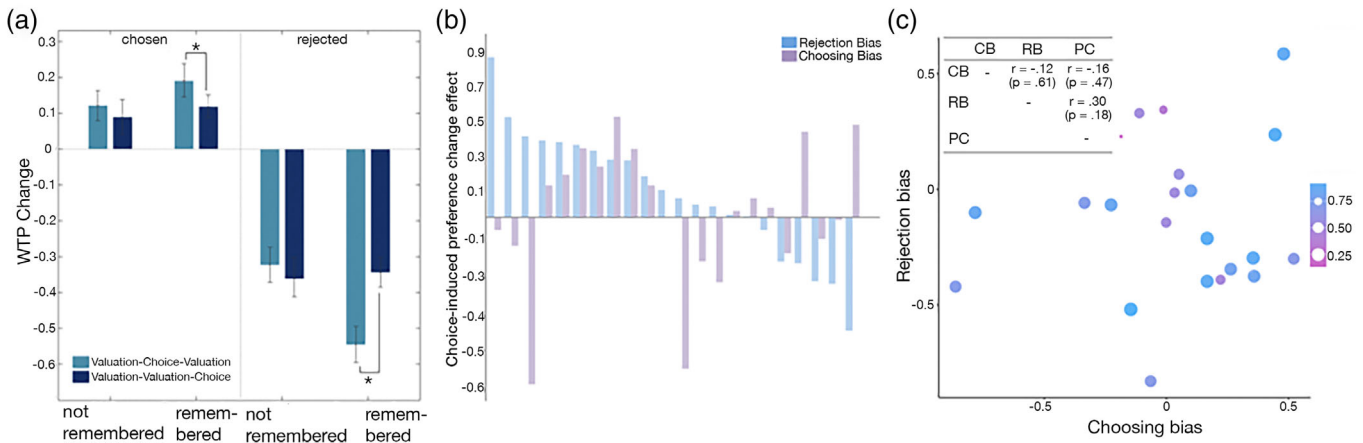 (a)
chosen
rejected
0.3
0.2
0.1
0
-0.1
-0.2
-0.3
-0.4
-0.5
-0.6
WTP Change
*
*
Valuation-Choice-Valuation
Valuation-Valuation-Choice
not
remembered
remem-
bered
not
remembered
remem-
bered
(b)
Rejection Bias
Choosing Bias
0.9
0.7
0.5
0.3
0.1
-0.1
-0.3
-0.4
-0.6
Choice-induced preference change effect
(c)
CB RB PC
CB - r = -.12 r = -.16
(p = .61) (p = .47)
RB - r = .30
(p = .18)
PC -
0.5
0
-0.5
Rejection bias
-0.5 0 0.5
Choosing bias
0.75
0.50
0.25